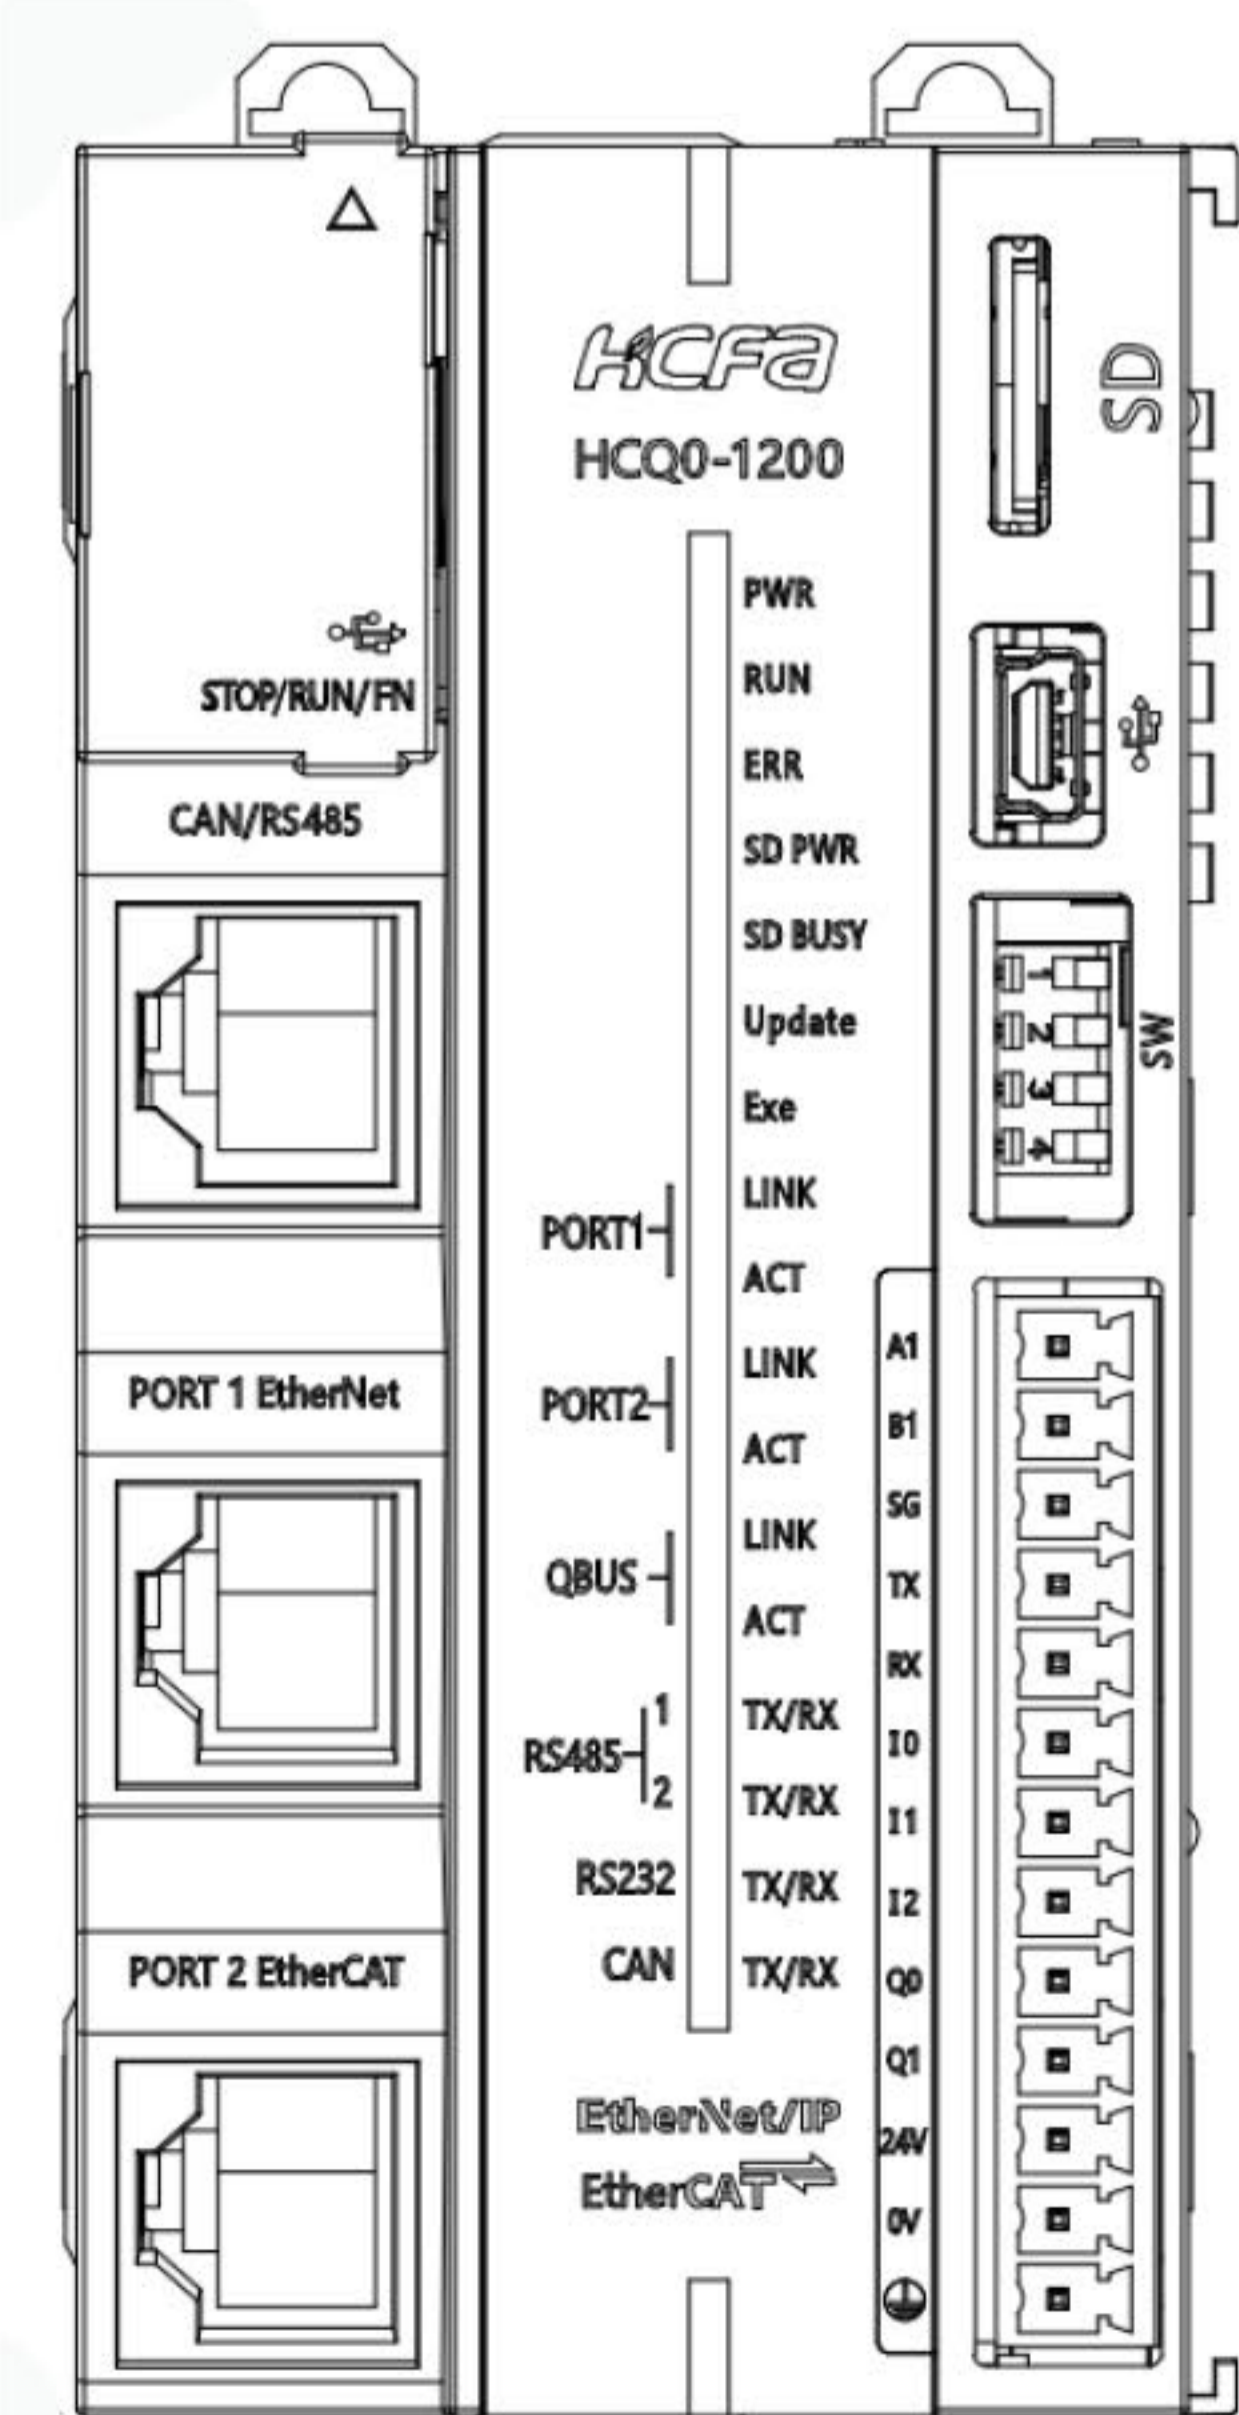 STOP/RUN/FN
CAN/RS485
PORT 1 EtherNet
PORT 2 EtherCAT
HCFa
HCQ0-1200
PWR
RUN
ERR
SD PWR
SD BUSY
Update
Exe
PORT1
LINK
ACT
PORT2
LINK
ACT
QBUS
LINK
ACT
RS485
1 TX/RX
2 TX/RX
RS232 TX/RX
CAN TX/RX
EtherNet/IP
EtherCAT
SD
1
2
3
4
SW
A1
B1
SG
TX
RX
I0
I1
I2
Q0
Q1
24V
0V